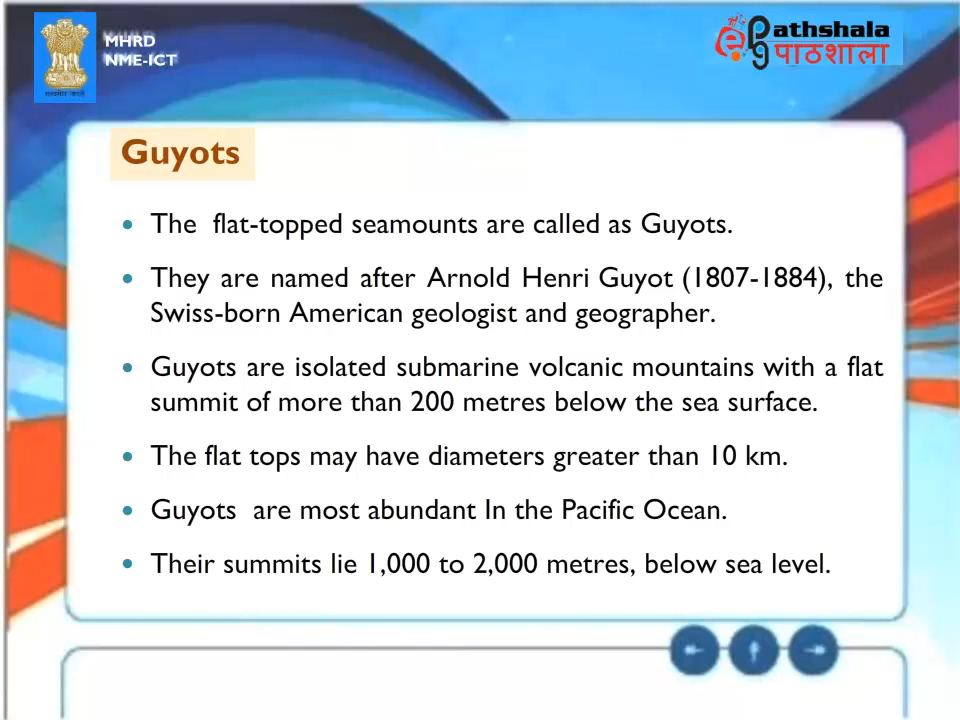 MHRD
NME-ICT
ePathshala
पाठशाला
Guyots
• The flat-topped seamounts are called as Guyots.
• They are named after Arnold Henri Guyot (1807-1884), the
Swiss-born American geologist and geographer.
• Guyots are isolated submarine volcanic mountains with a flat
summit of more than 200 metres below the sea surface.
• The flat tops may have diameters greater than 10 km.
• Guyots are most abundant In the Pacific Ocean.
• Their summits lie 1,000 to 2,000 metres, below sea level.